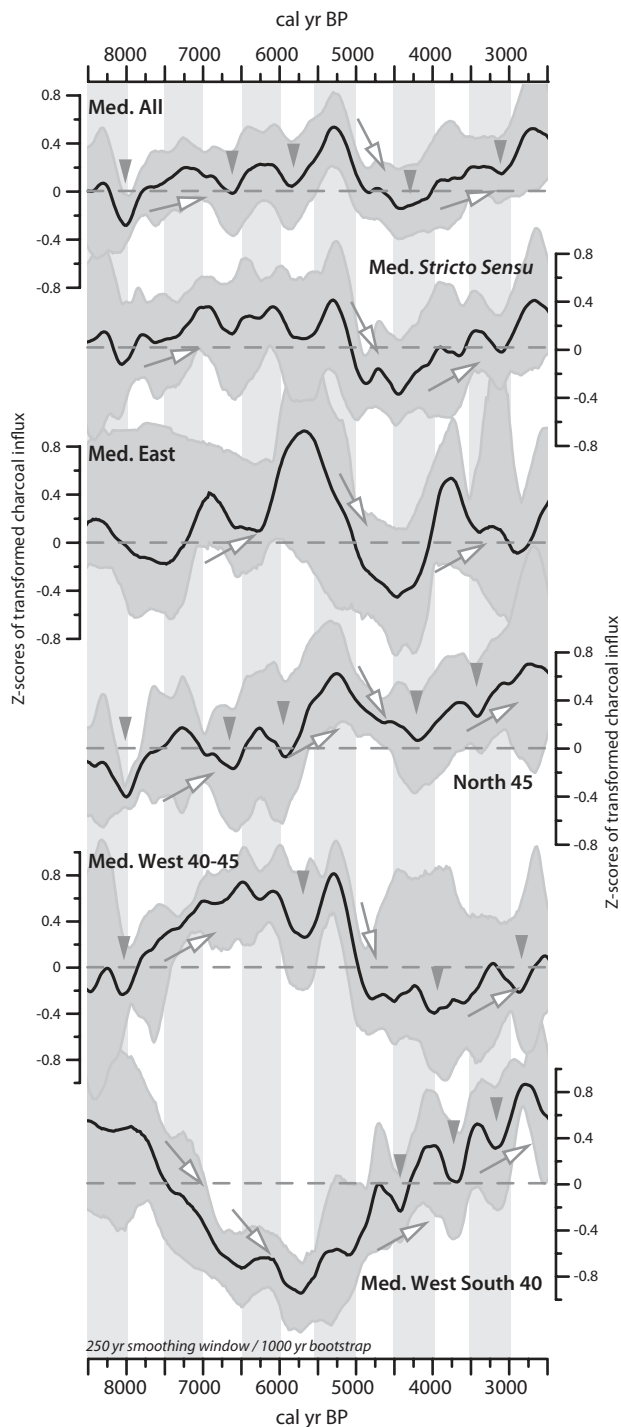 cal yr BP
8000 7000 6000 5000 4000 3000
0.8
Med. All
0.4
0
-0.4
-0.8
0.8
Med. Stricto Sensu
0.4
0
-0.4
-0.8
0.8
Med. East
0.4
0
-0.4
-0.8
Z-scores of transformed charcoal influx
0.8
0.4
0
North 45
-0.4
-0.8
Z-scores of transformed charcoal influx
Med. West 40-45
0.8
0.4
0
-0.4
-0.8
0.8
0.4
0
-0.4
Med. West South 40
-0.8
250 yr smoothing window / 1000 yr bootstrap
8000 7000 6000 5000 4000 3000
cal yr BP